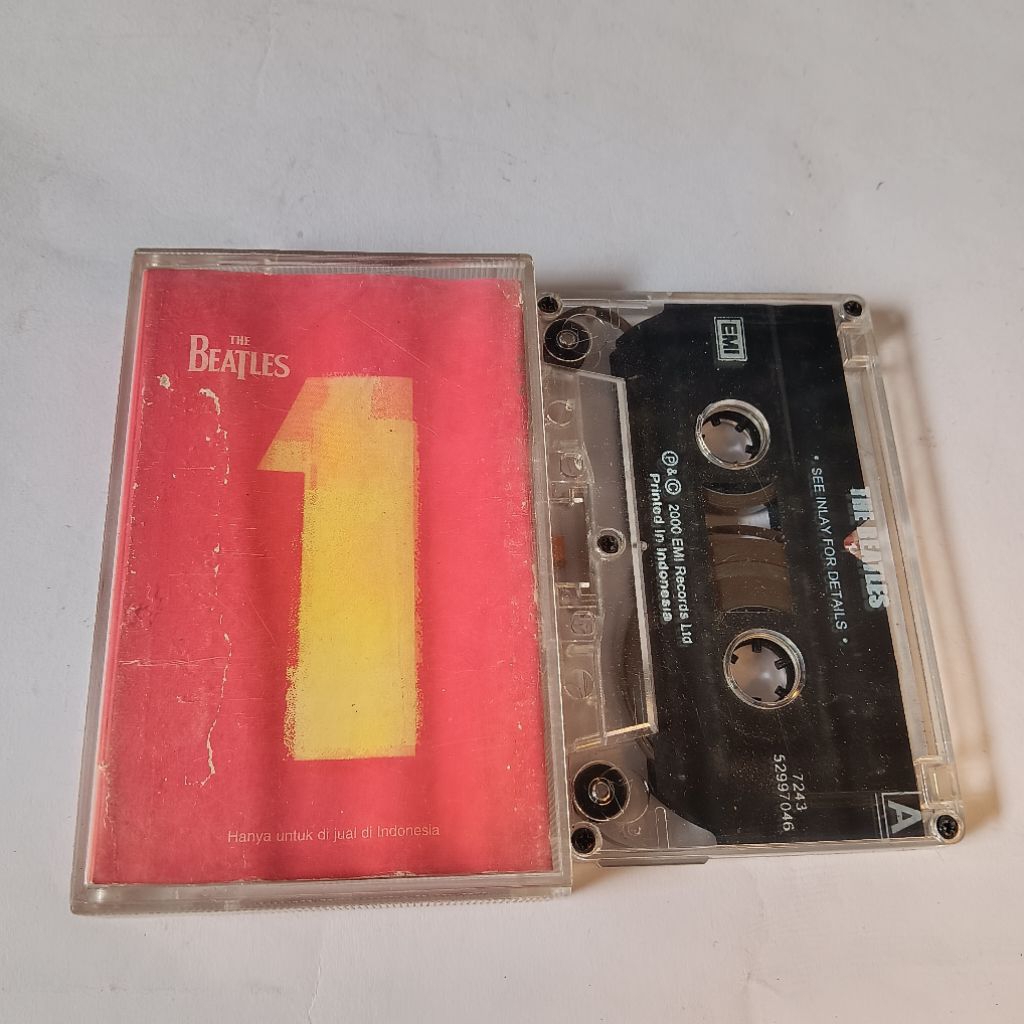 THE
BEATLES
1
Hanya untuk di jual di Indonesia
EMI
THE BEATLES
• SEE INLAY FOR DETAILS •
℗ & © 2000 EMI Records Ltd
Printed in Indonesia
7243
52997046
A